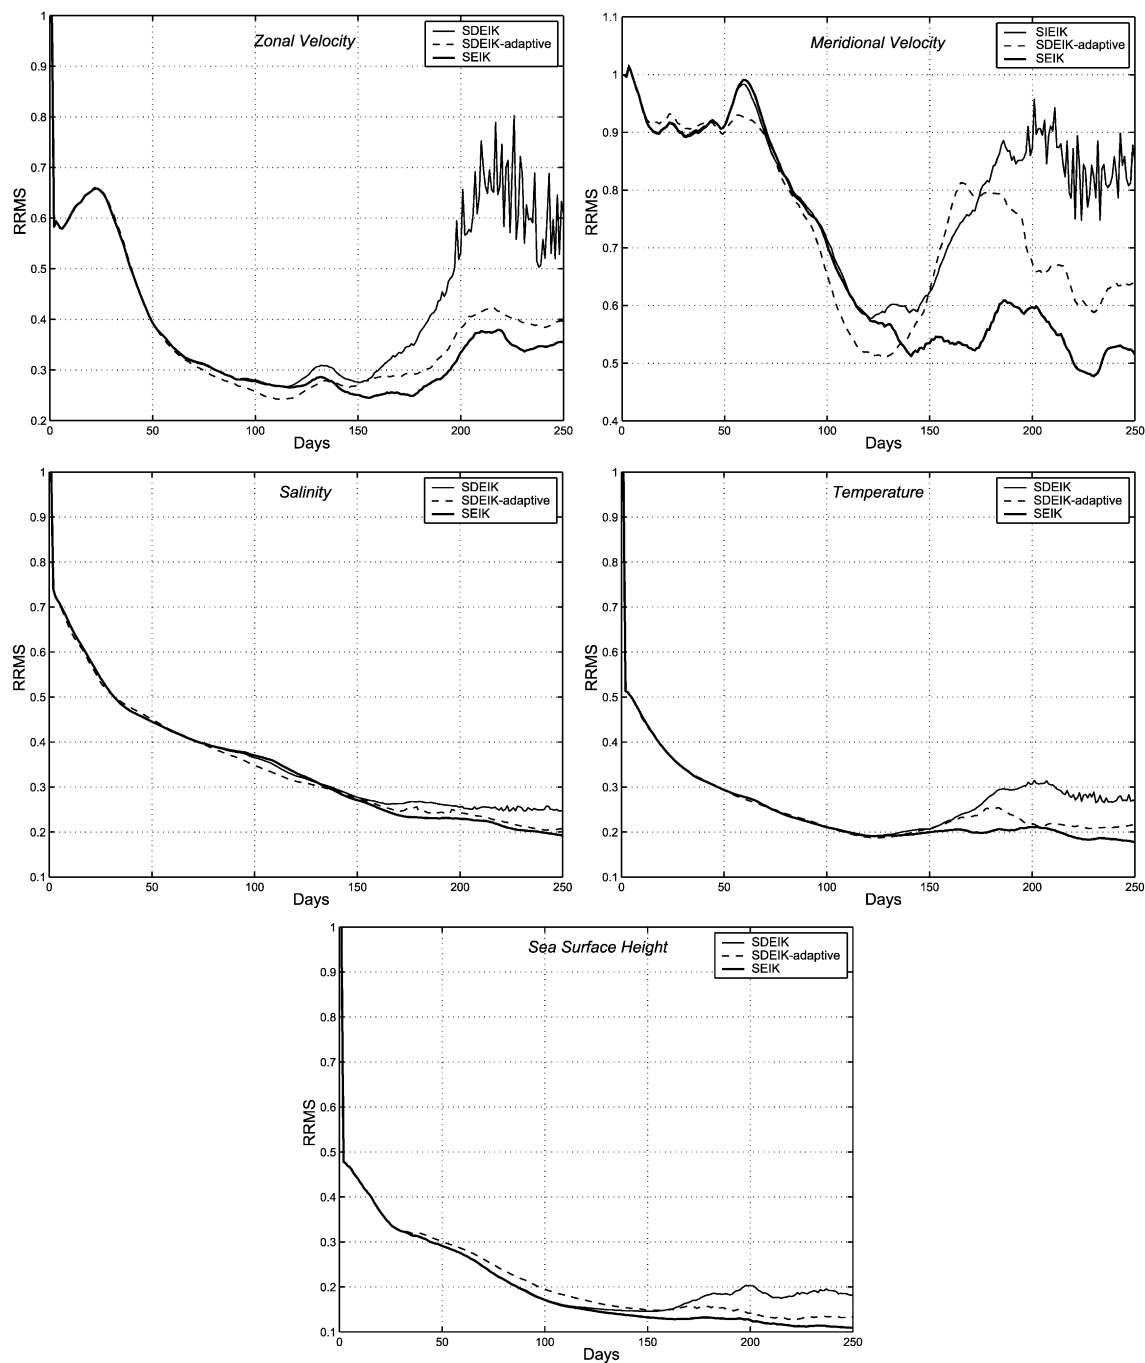 Zonal Velocity
SDEIK
SDEIK-adaptive
SEIK
1
0.9
0.8
0.7
0.6
0.5
0.4
0.3
0.2
RRMS
0 50 100 150 200 250
Days
Meridional Velocity
SIEIK
SDEIK-adaptive
SEIK
1.1
1
0.9
0.8
0.7
0.6
0.5
0.4
RRMS
0 50 100 150 200 250
Days
Salinity
SDEIK
SDEIK-adaptive
SEIK
1
0.9
0.8
0.7
0.6
0.5
0.4
0.3
0.2
0.1
RRMS
0 50 100 150 200 250
Days
Temperature
SDEIK
SDEIK-adaptive
SEIK
1
0.9
0.8
0.7
0.6
0.5
0.4
0.3
0.2
0.1
RRMS
0 50 100 150 200 250
Days
Sea Surface Height
SDEIK
SDEIK-adaptive
SEIK
1
0.9
0.8
0.7
0.6
0.5
0.4
0.3
0.2
0.1
RRMS
0 50 100 150 200 250
Days